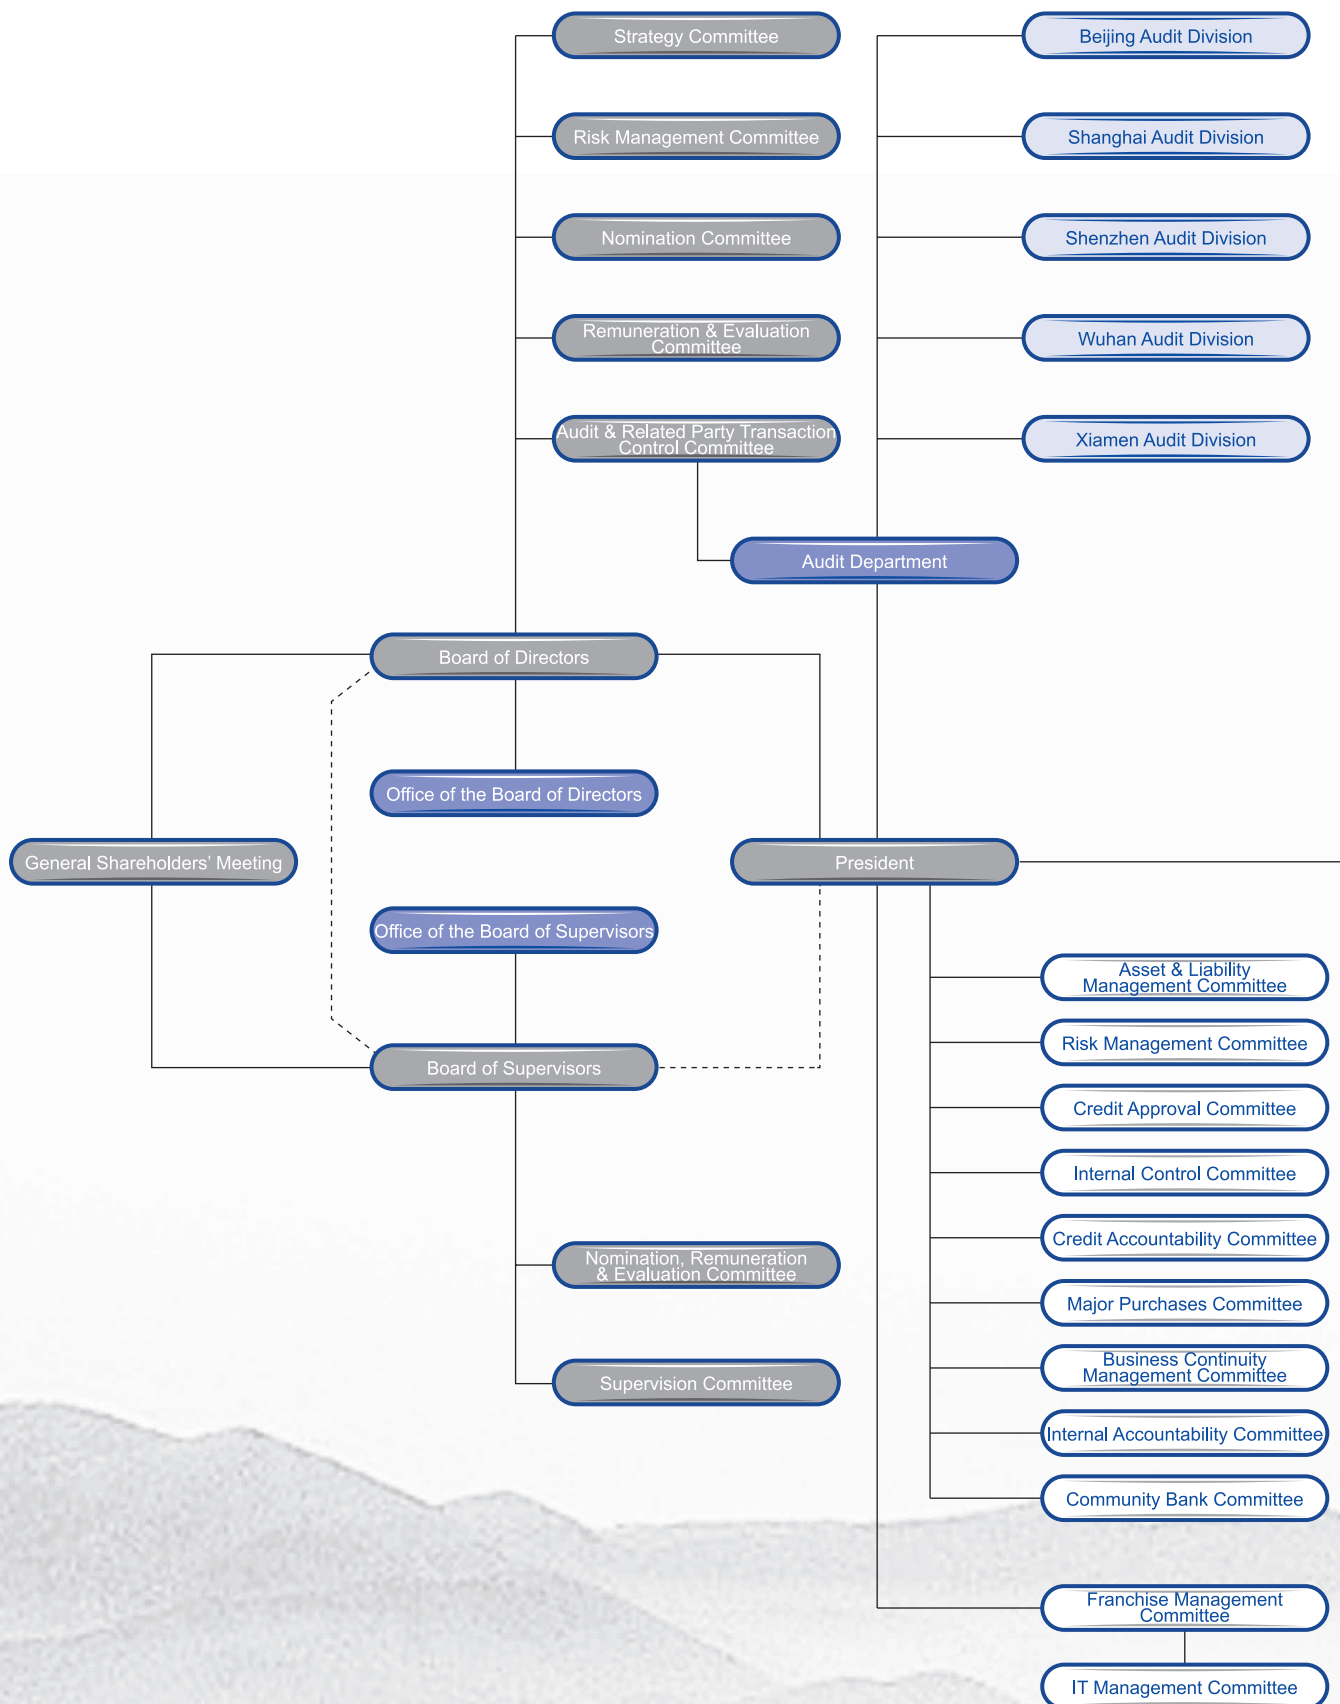 Strategy Committee
Beijing Audit Division
Risk Management Committee
Shanghai Audit Division
Nomination Committee
Shenzhen Audit Division
Remuneration & Evaluation
Committee
Wuhan Audit Division
Audit & Related Party Transaction
Control Committee
Xiamen Audit Division
Audit Department
Board of Directors
Office of the Board of Directors
General Shareholders’ Meeting
President
Office of the Board of Supervisors
Board of Supervisors
Asset & Liability
Management Committee
Risk Management Committee
Credit Approval Committee
Internal Control Committee
Credit Accountability Committee
Nomination, Remuneration
& Evaluation Committee
Major Purchases Committee
Business Continuity
Management Committee
Supervision Committee
Internal Accountability Committee
Community Bank Committee
Franchise Management
Committee
IT Management Committee